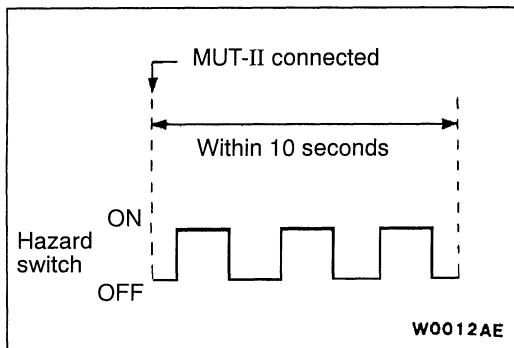 MUT-II connected
Within 10 seconds
ON
Hazard
switch
OFF
W0012AE